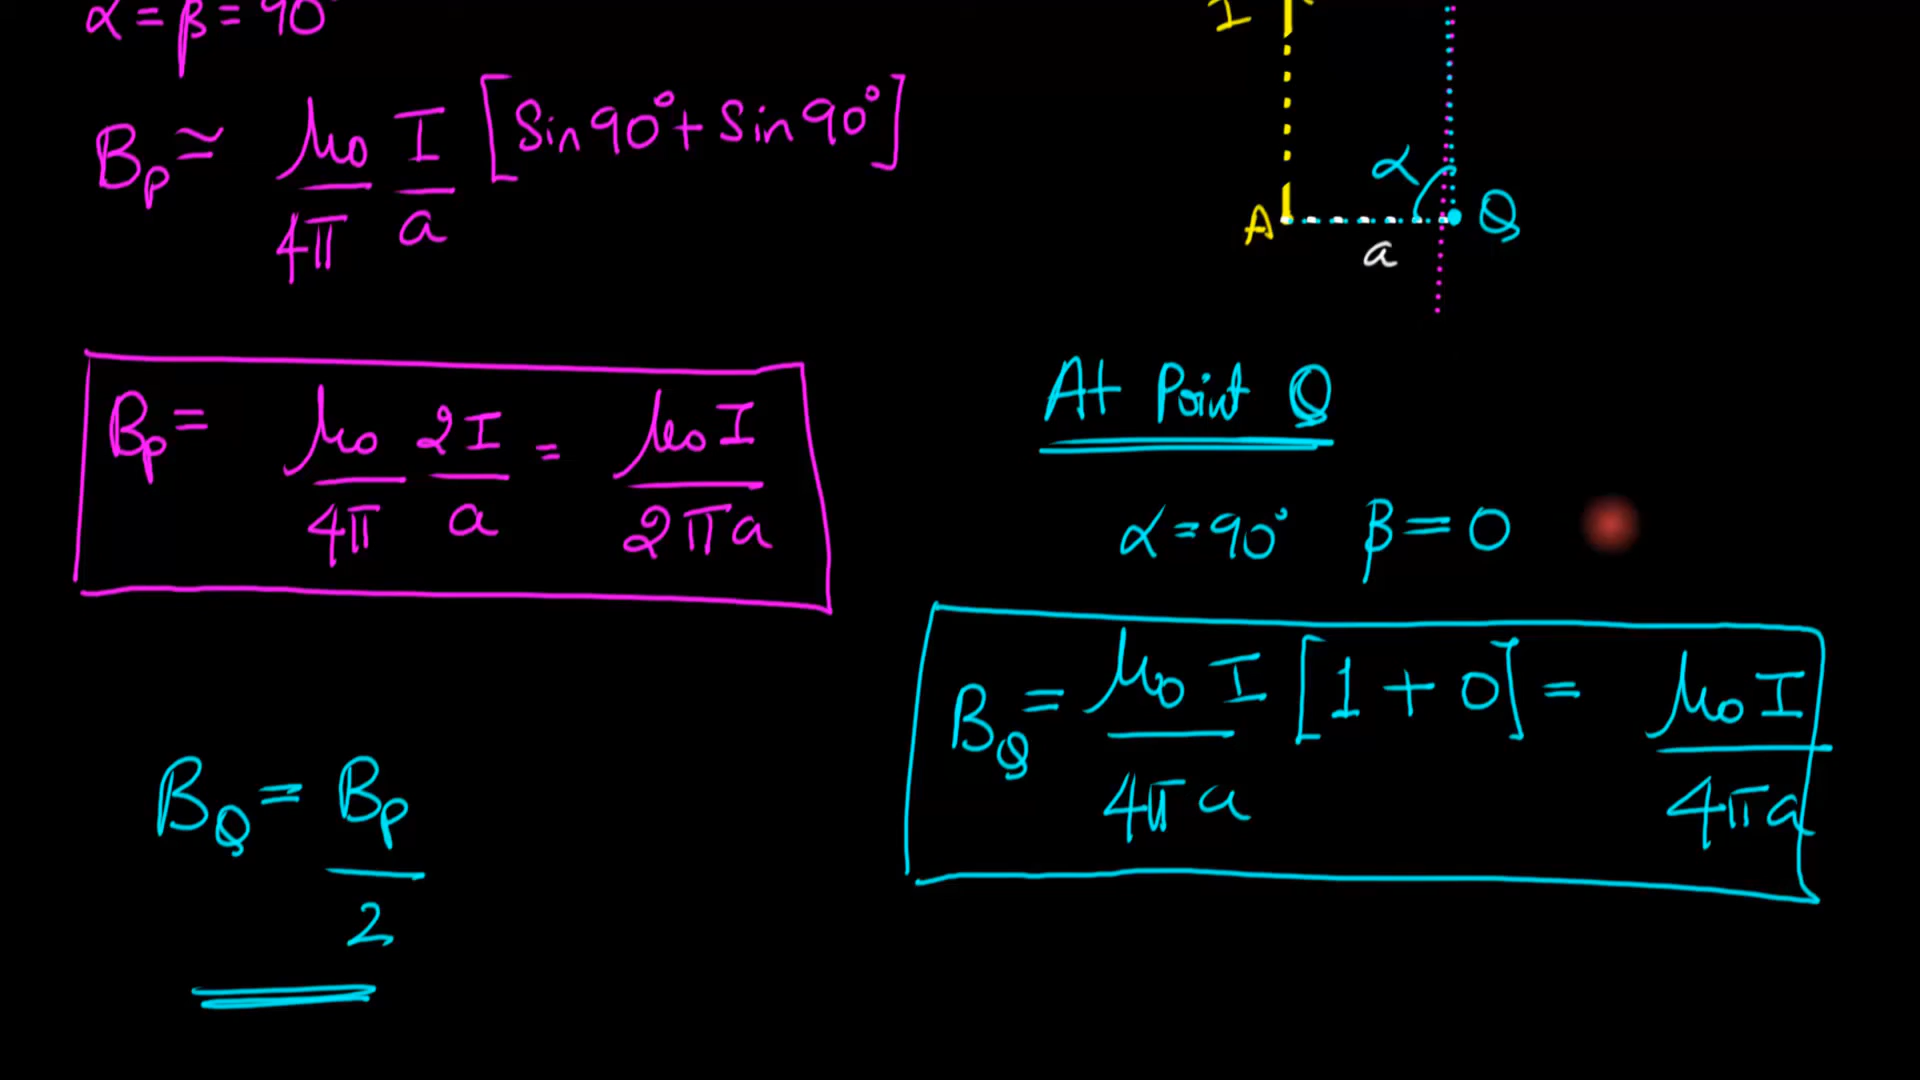 α = β = 90°
B_P ≃ μ₀/4π I/a [Sin 90° + Sin 90°]
B_P = μ₀/4π 2I/a = μ₀I/2πa
B_Q = B_P/2
I
α
A
Q
a
At Point Q
α = 90° β = 0
B_Q = μ₀I/4πa [1 + 0] = μ₀I/4πa